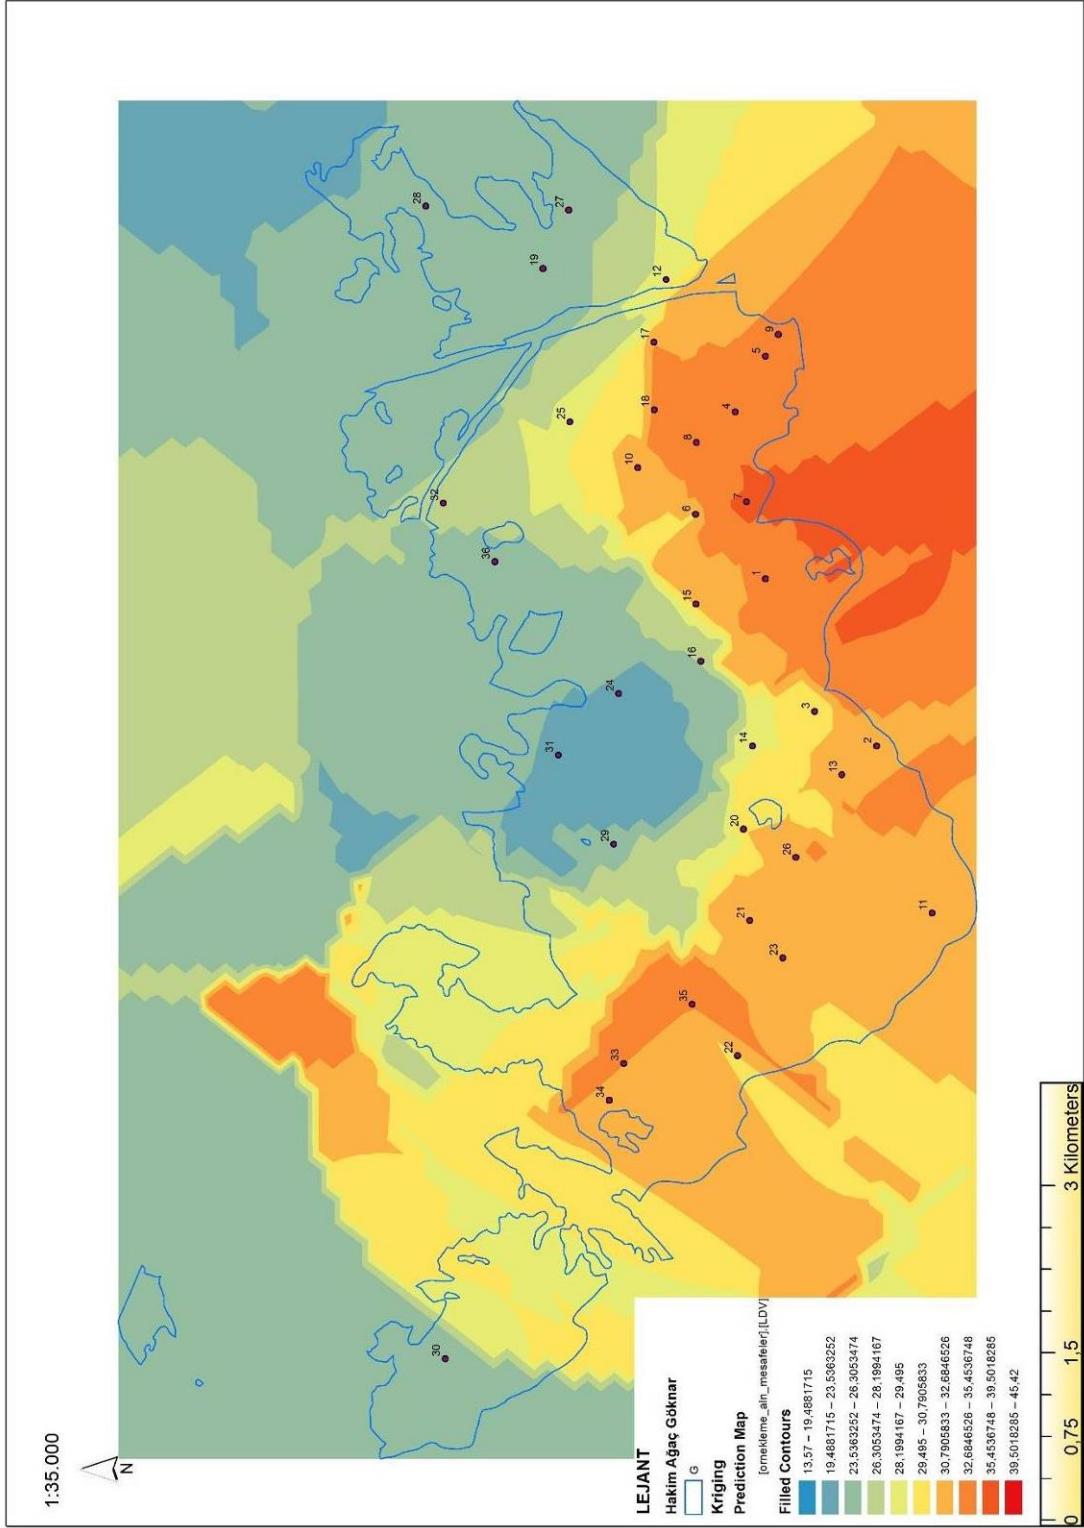 1:35.000
N
28
27
19
12
17
9
5
25
18
4
8
10
32
7
6
36
1
15
16
24
3
14
31
2
13
20
29
26
21
11
23
35
22
33
34
30
LEJANT
Hakim Ağaç Göknar
G
Kriging
Prediction Map
[ornekleme_aln_mesafeler].[LDV]
Filled Contours
13,57 – 19,4881715
19,4881715 – 23,5363252
23,5363252 – 26,3053474
26,3053474 – 28,1994167
28,1994167 – 29,495
29,495 – 30,7905833
30,7905833 – 32,6846526
32,6846526 – 35,4536748
35,4536748 – 39,5018285
39,5018285 – 45,42
0 0,75 1,5 3 Kilometers